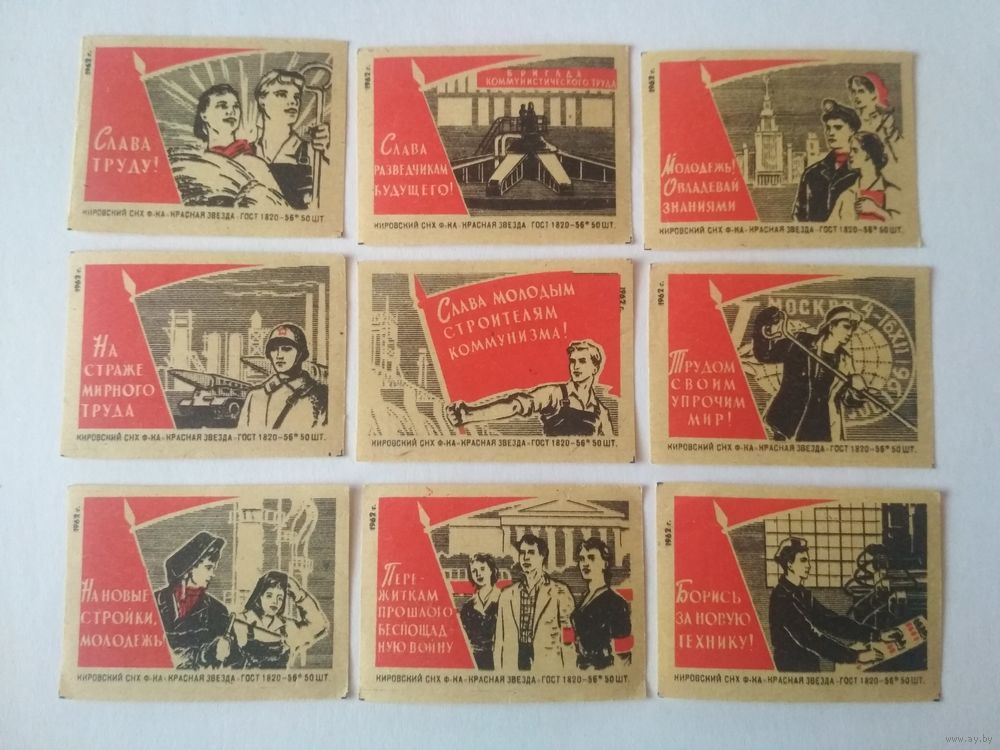 1962 г.
СЛАВА
ТРУДУ!
КИРОВСКИЙ СНХ Ф-КА «КРАСНАЯ ЗВЕЗДА» ГОСТ 1820-56* 50 ШТ.
1962 г.
БРИГАДА
КОММУНИСТИЧЕСКОГО ТРУДА
СЛАВА
РАЗВЕДЧИКАМ
БУДУЩЕГО!
КИРОВСКИЙ СНХ Ф-КА «КРАСНАЯ ЗВЕЗДА» ГОСТ 1820-56* 50 ШТ.
1962 г.
МОЛОДЕЖЬ!
ОВЛАДЕВАЙ
ЗНАНИЯМИ
КИРОВСКИЙ СНХ Ф-КА «КРАСНАЯ ЗВЕЗДА» ГОСТ 1820-56* 50 ШТ.
1962 г.
НА
СТРАЖЕ
МИРНОГО
ТРУДА
КИРОВСКИЙ СНХ Ф-КА «КРАСНАЯ ЗВЕЗДА» ГОСТ 1820-56* 50 ШТ.
СЛАВА МОЛОДЫМ
СТРОИТЕЛЯМ
КОММУНИЗМА!
1962 г.
КИРОВСКИЙ СНХ Ф-КА «КРАСНАЯ ЗВЕЗДА» ГОСТ 1820-56* 50 ШТ.
1962 г.
МОСКВА 4-16 XII 1961
ТРУДОМ
СВОИМ
УПРОЧИМ
МИР!
КИРОВСКИЙ СНХ Ф-КА «КРАСНАЯ ЗВЕЗДА» ГОСТ 1820-56* 50 ШТ.
1962 г.
НА НОВЫЕ
СТРОЙКИ,
МОЛОДЕЖЬ!
КИРОВСКИЙ СНХ Ф-КА «КРАСНАЯ ЗВЕЗДА» ГОСТ 1820-56* 50 ШТ.
1962 г.
ПЕРЕ-
ЖИТКАМ
ПРОШЛОГО
БЕСПОЩАД-
НУЮ ВОЙНУ
КИРОВСКИЙ СНХ Ф-КА «КРАСНАЯ ЗВЕЗДА» ГОСТ 1820-56* 50 ШТ.
1962 г.
БОРИСЬ
ЗА НОВУЮ
ТЕХНИКУ!
КИРОВСКИЙ СНХ Ф-КА «КРАСНАЯ ЗВЕЗДА» ГОСТ 1820-56* 50 ШТ.
www.ay.by